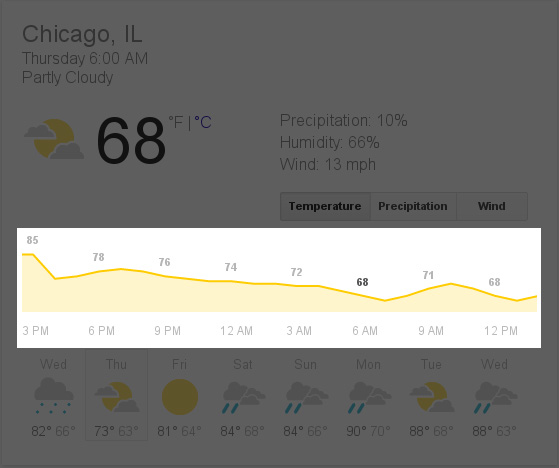 Chicago, IL
Thursday 6:00 AM
Partly Cloudy
68 °F | °C
Precipitation: 10%
Humidity: 66%
Wind: 13 mph
Temperature Precipitation Wind
85 78 76 74 72 68 71 68
3 PM 6 PM 9 PM 12 AM 3 AM 6 AM 9 AM 12 PM
Wed Thu Fri Sat Sun Mon Tue Wed
82° 66° 73° 63° 81° 64° 84° 68° 84° 66° 90° 70° 88° 68° 88° 63°